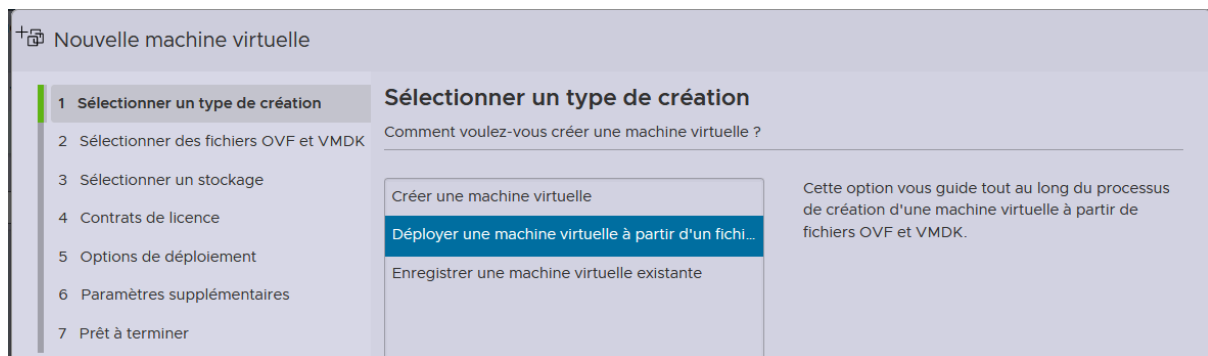 Nouvelle machine virtuelle
1 Sélectionner un type de création
2 Sélectionner des fichiers OVF et VMDK
3 Sélectionner un stockage
4 Contrats de licence
5 Options de déploiement
6 Paramètres supplémentaires
7 Prêt à terminer
Sélectionner un type de création
Comment voulez-vous créer une machine virtuelle ?
Créer une machine virtuelle
Déployer une machine virtuelle à partir d'un fichi...
Enregistrer une machine virtuelle existante
Cette option vous guide tout au long du processus
de création d'une machine virtuelle à partir de
fichiers OVF et VMDK.